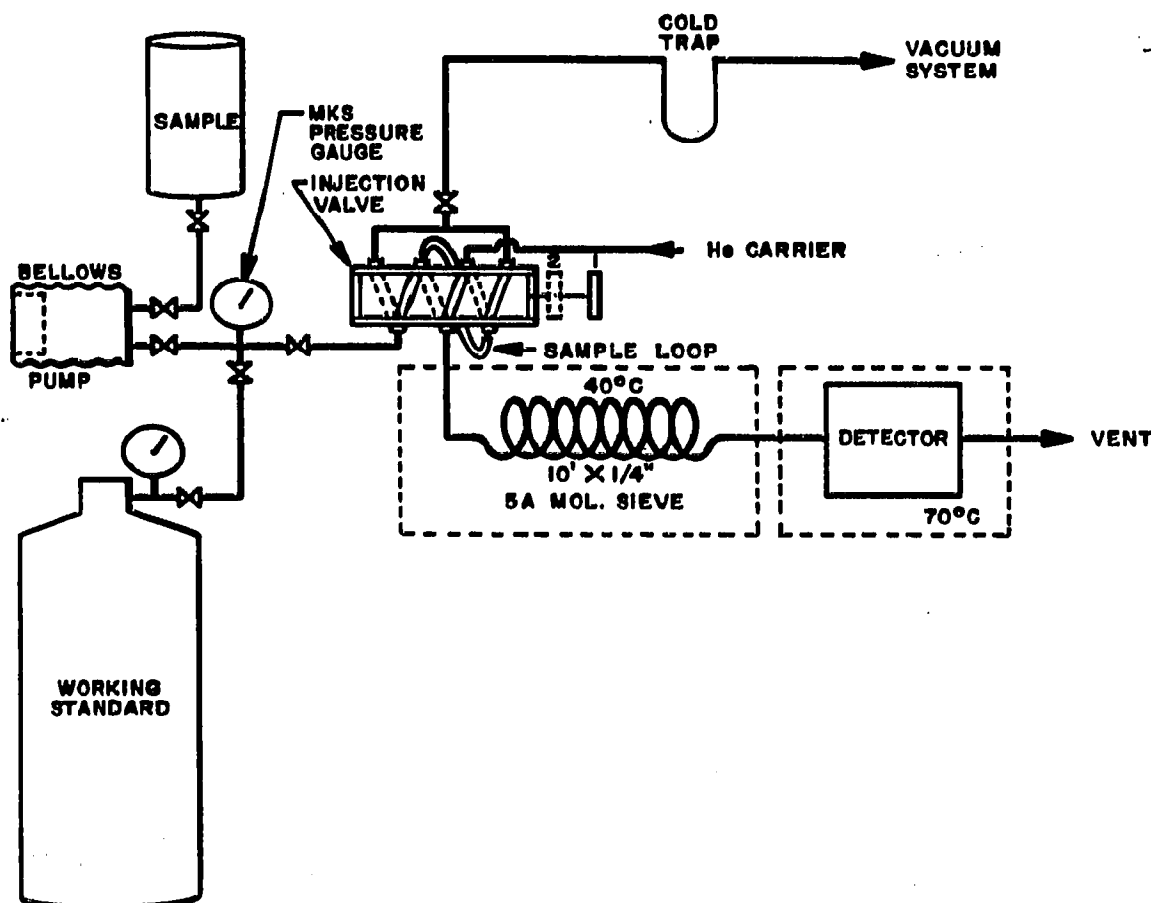 COLD
TRAP
VACUUM
SYSTEM
SAMPLE
MKS
PRESSURE
GAUGE
INJECTION
VALVE
He CARRIER
2
1
BELLOWS
PUMP
SAMPLE LOOP
40°C
10' X 1/4"
5A MOL. SIEVE
DETECTOR
VENT
70°C
WORKING
STANDARD